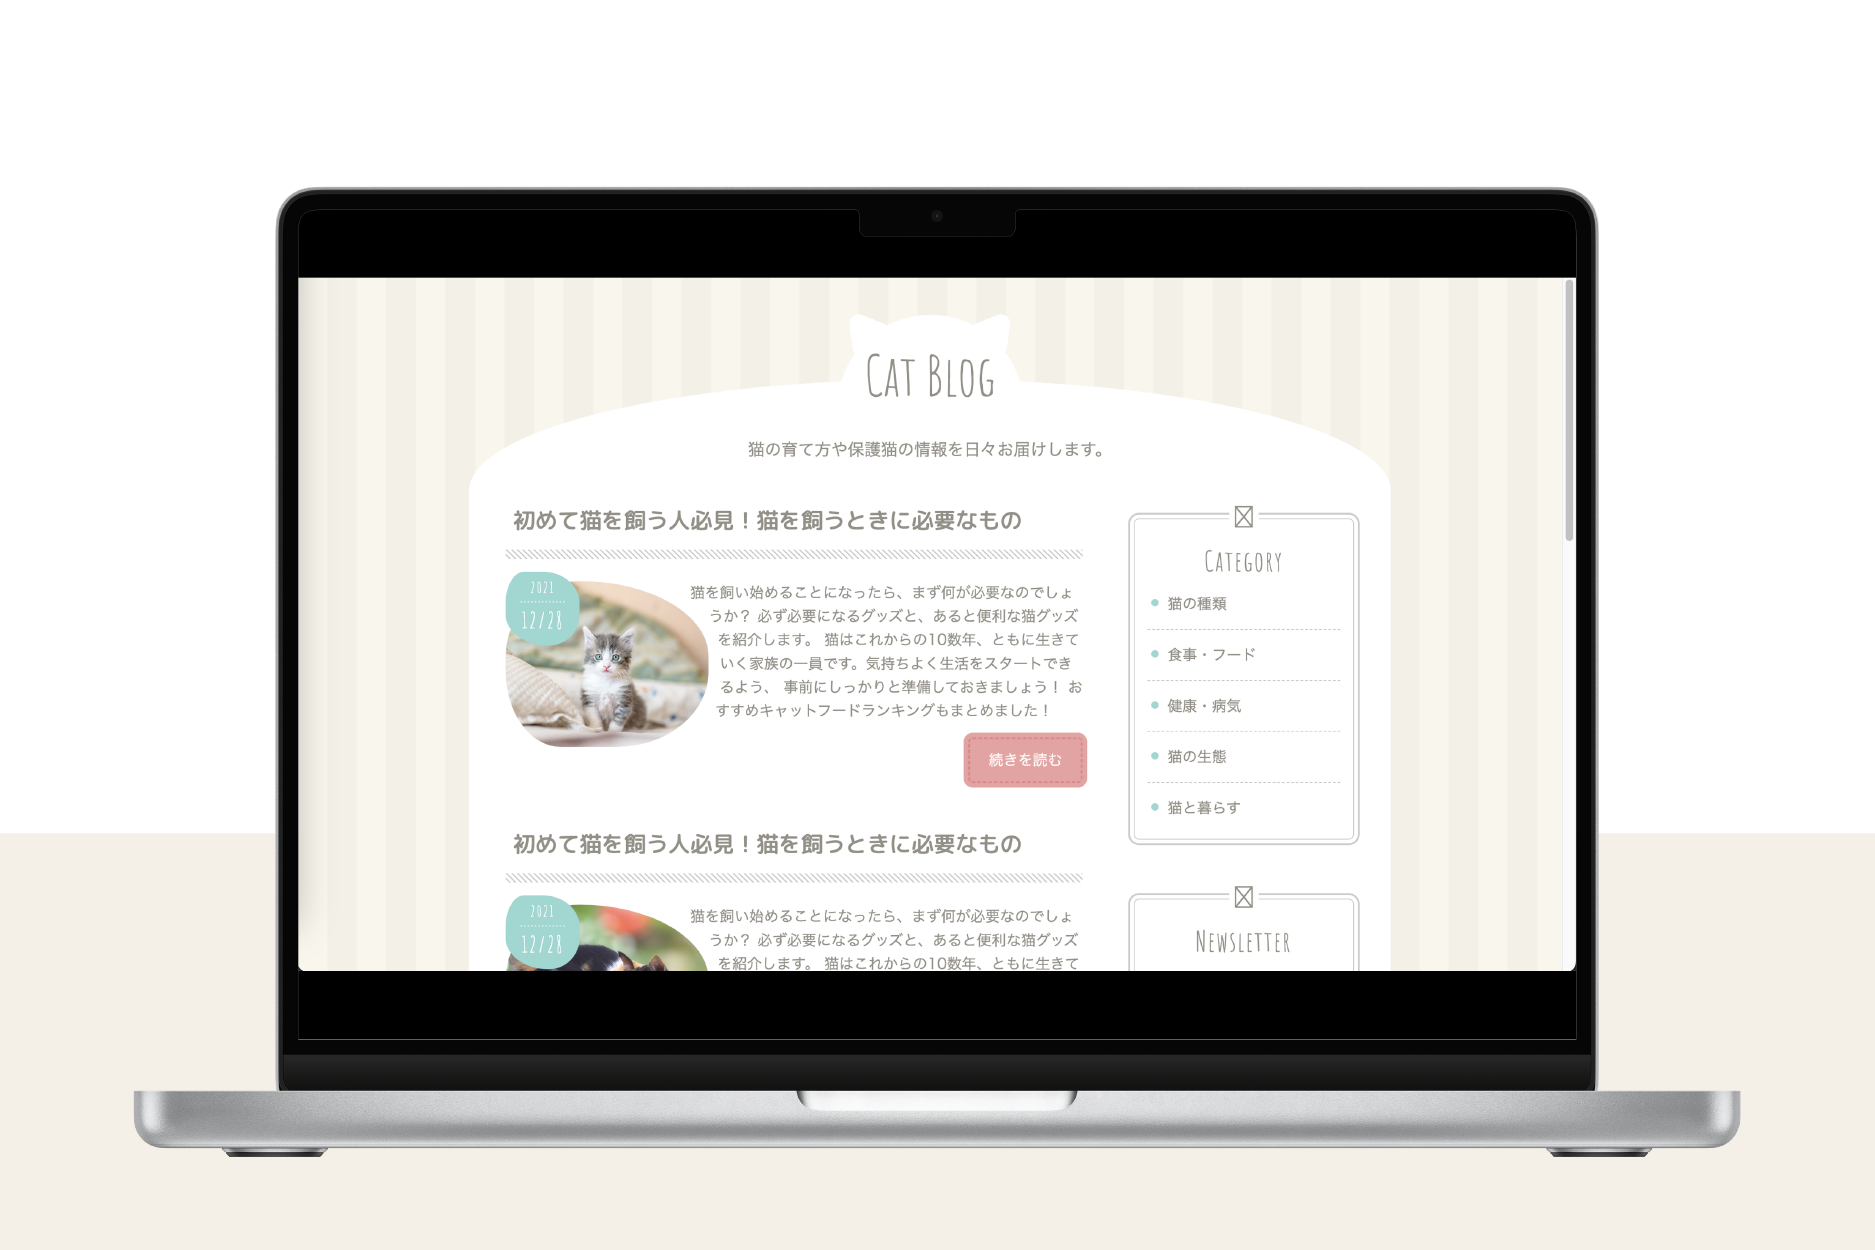 Cat Blog
猫の育て方や保護猫の情報を日々お届けします。
初めて猫を飼う人必見！猫を飼うときに必要なもの
2021
12/28
猫を飼い始めることになったら、まず何が必要なのでしょ
うか？ 必ず必要になるグッズと、あると便利な猫グッズ
を紹介します。 猫はこれからの10数年、ともに生きて
いく家族の一員です。気持ちよく生活をスタートでき
るよう、 事前にしっかりと準備しておきましょう！ お
すすめキャットフードランキングもまとめました！
続きを読む
初めて猫を飼う人必見！猫を飼うときに必要なもの
2021
12/28
猫を飼い始めることになったら、まず何が必要なのでしょ
うか？ 必ず必要になるグッズと、あると便利な猫グッズ
を紹介します。 猫はこれからの10数年、ともに生きて
Category
猫の種類
食事・フード
健康・病気
猫の生態
猫と暮らす
Newsletter